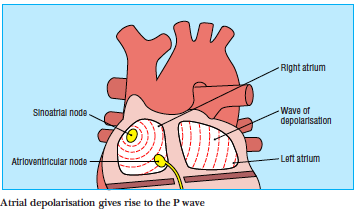 Right atrium
Sinoatrial node
Wave of
depolarisation
Atrioventricular node
Left atrium
Atrial depolarisation gives rise to the P wave